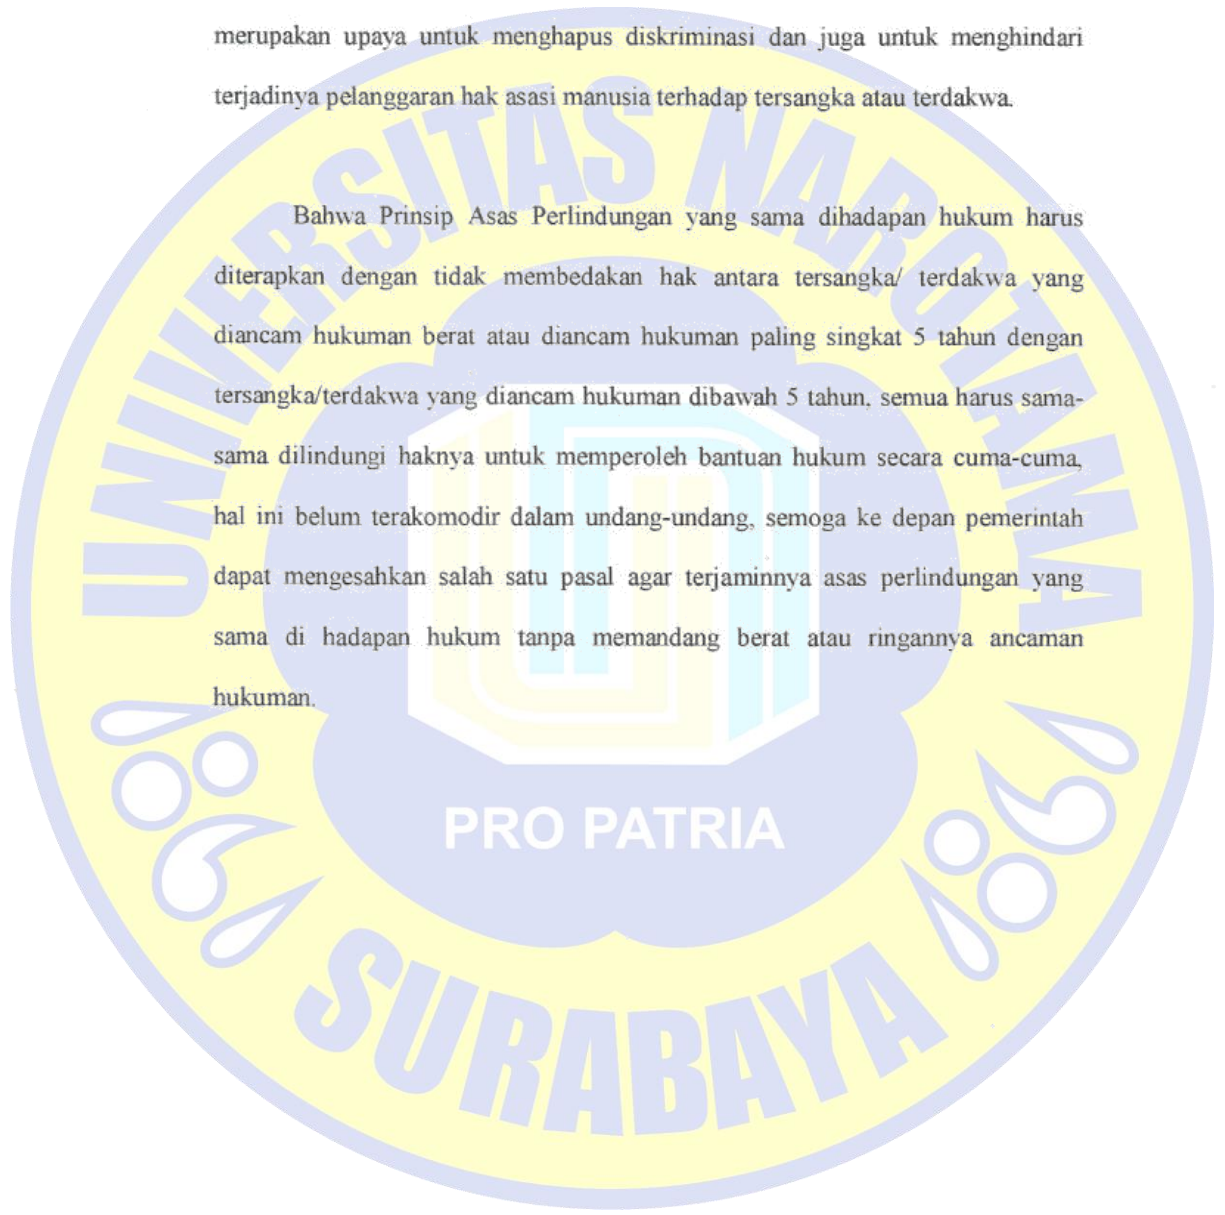 merupakan upaya untuk menghapus diskriminasi dan juga untuk menghindari
terjadinya pelanggaran hak asasi manusia terhadap tersangka atau terdakwa.
Bahwa Prinsip Asas Perlindungan yang sama dihadapan hukum harus
diterapkan dengan tidak membedakan hak antara tersangka/ terdakwa yang
diancam hukuman berat atau diancam hukuman paling singkat 5 tahun dengan
tersangka/terdakwa yang diancam hukuman dibawah 5 tahun, semua harus sama-
sama dilindungi haknya untuk memperoleh bantuan hukum secara cuma-cuma,
hal ini belum terakomodir dalam undang-undang, semoga ke depan pemerintah
dapat mengesahkan salah satu pasal agar terjaminnya asas perlindungan yang
sama di hadapan hukum tanpa memandang berat atau ringannya ancaman
hukuman.
UNIVERSITAS NAROTAMA
PRO PATRIA
SURABAYA